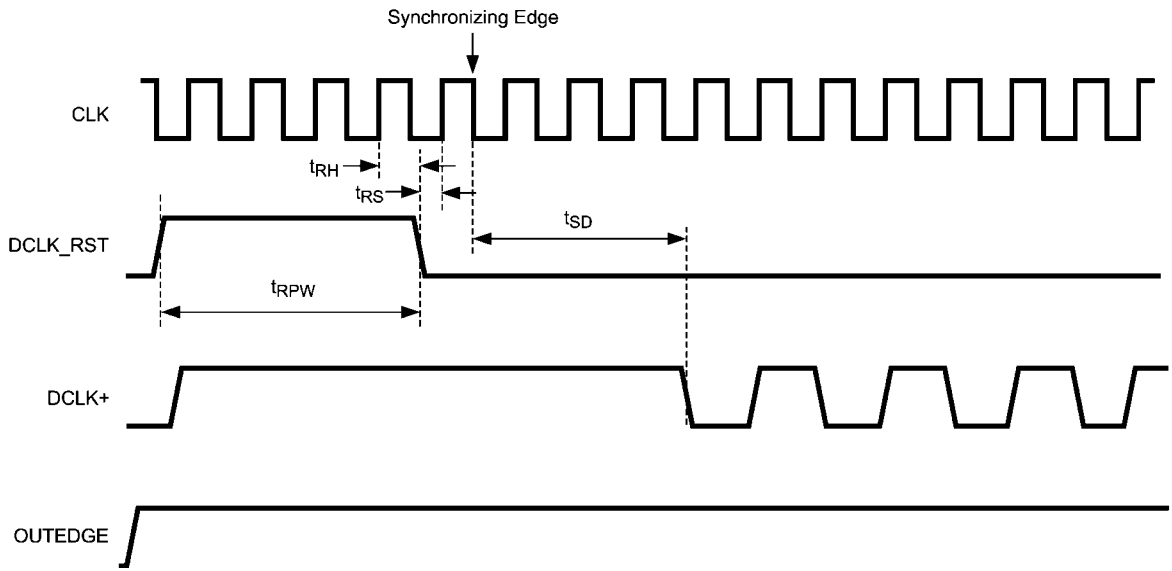 Synchronizing Edge
CLK
tRH
tRS
tSD
DCLK_RST
tRPW
DCLK+
OUTEDGE